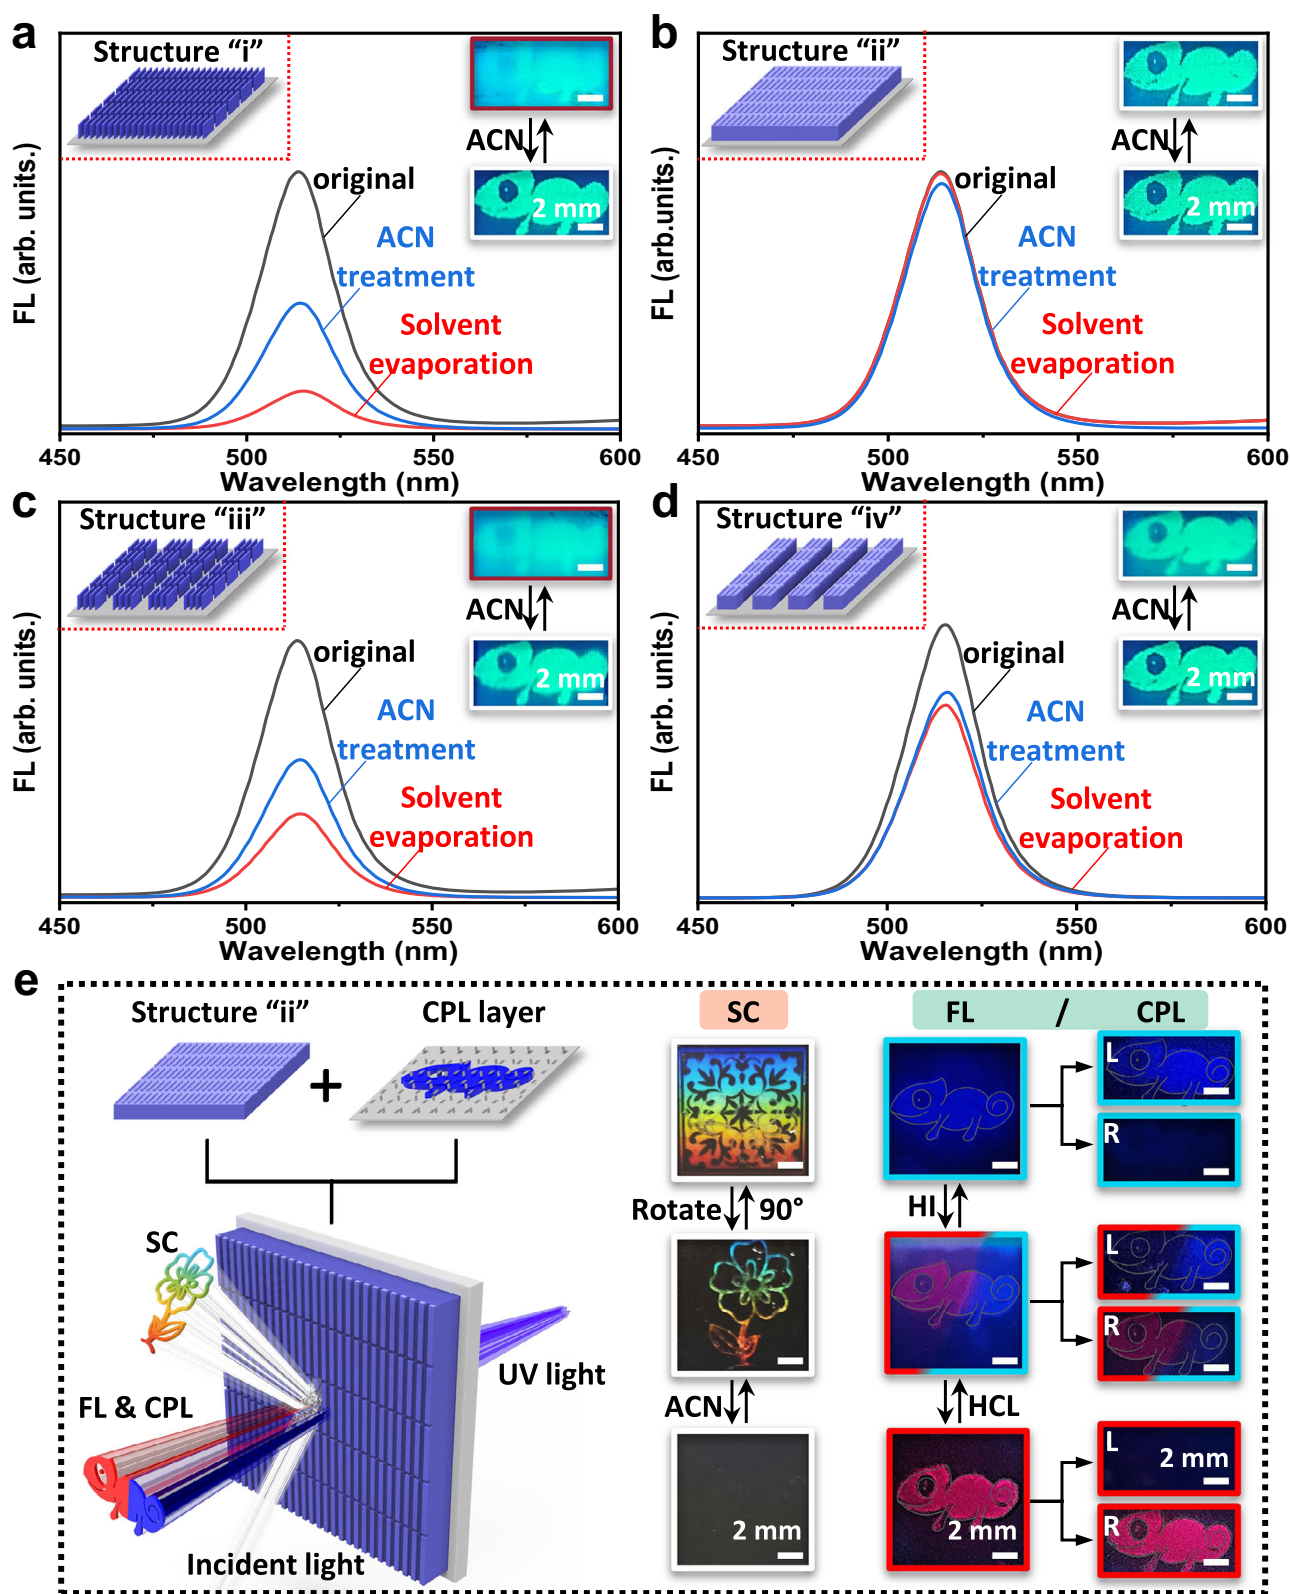 a
Structure “i”
ACN
original
2 mm
ACN
treatment
Solvent
evaporation
FL (arb. units.)
450 500 550 600
Wavelength (nm)
b
Structure “ii”
ACN
original
2 mm
ACN
treatment
Solvent
evaporation
FL (arb.units.)
450 500 550 600
Wavelength (nm)
c
Structure “iii”
ACN
original
2 mm
ACN
treatment
Solvent
evaporation
FL (arb. units.)
450 500 550 600
Wavelength (nm)
d
Structure “iv”
ACN
original
2 mm
ACN
treatment
Solvent
evaporation
FL (arb. units.)
450 500 550 600
Wavelength (nm)
e
Structure “ii” + CPL layer
SC
UV light
FL & CPL
Incident light
SC
Rotate 90°
ACN
2 mm
FL / CPL
L
R
HI
L
R
HCL
2 mm
L
2 mm
R